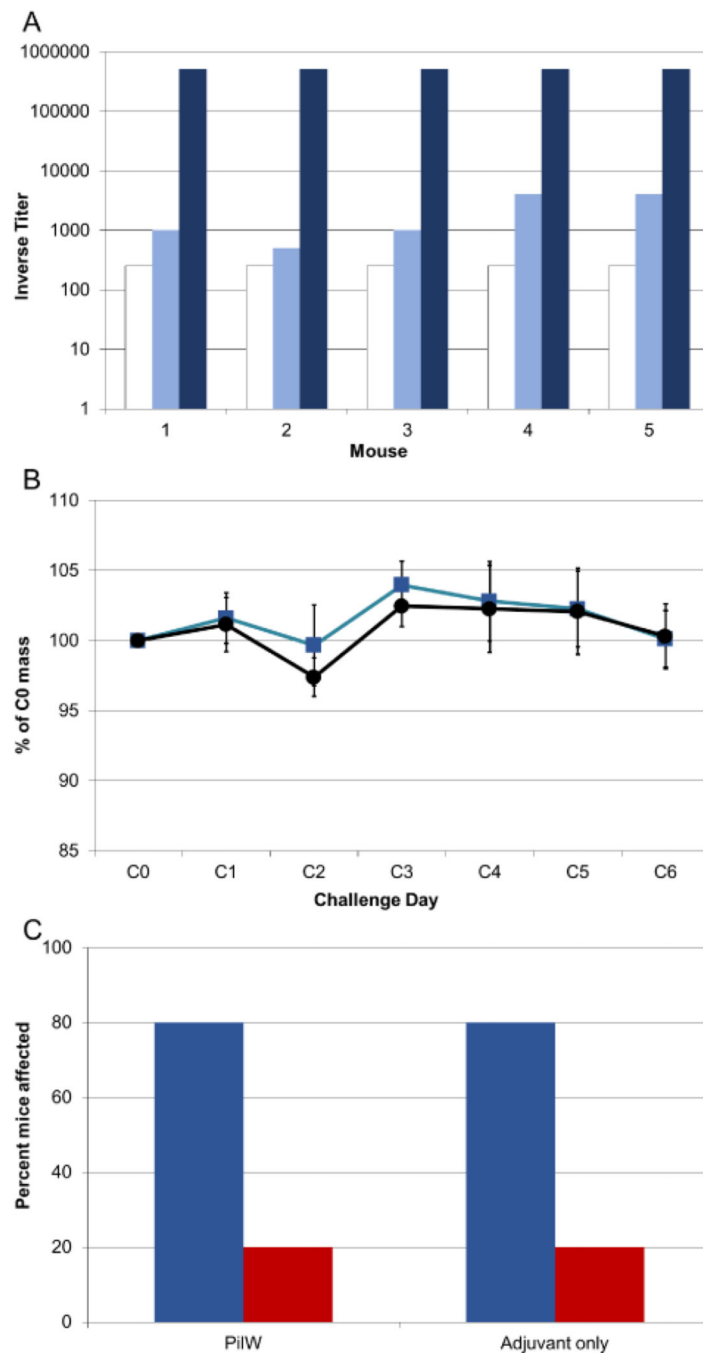 A
1000000
100000
10000
1000
100
10
1
Inverse Titer
1 2 3 4 5
Mouse
B
110
105
100
95
90
85
% of C0 mass
C0 C1 C2 C3 C4 C5 C6
Challenge Day
C
100
80
60
40
20
0
Percent mice affected
PilW Adjuvant only